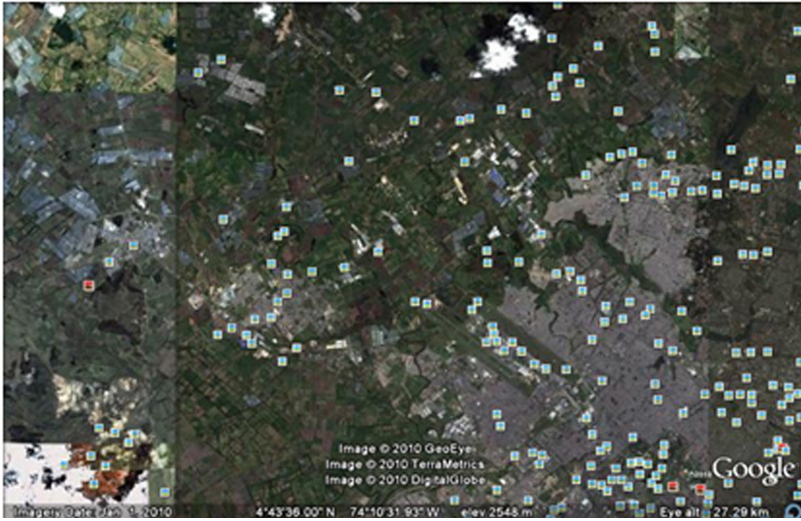 Image © 2010 GeoEye
Image © 2010 TerraMetrics
Image © 2010 DigitalGlobe
Google
Imagery Date: Jan 1, 2010 4°43'36.00" N 74°10'31.93" W elev 2548 m Eye alt 27.29 km